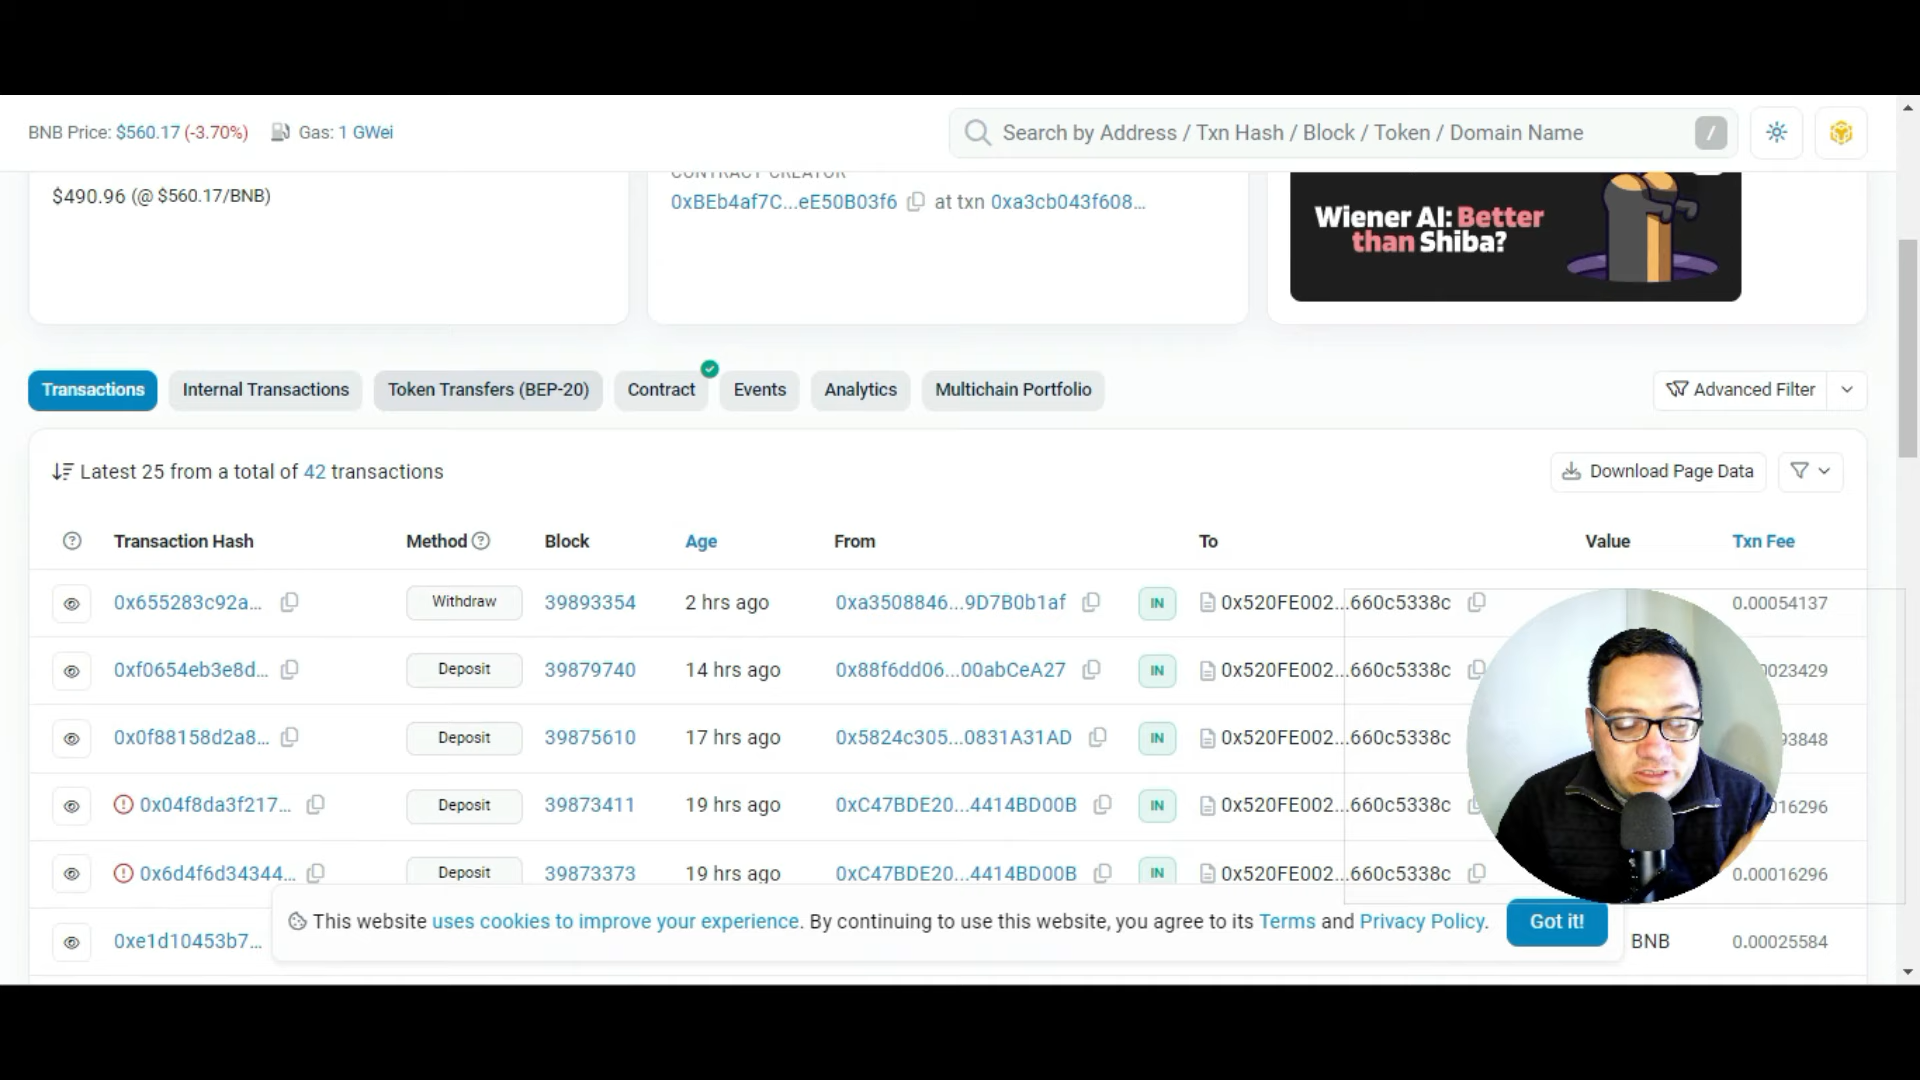 BNB Price: $560.17 (-3.70%) Gas: 1 GWei
Search by Address / Txn Hash / Block / Token / Domain Name /
$490.96 (@ $560.17/BNB)
CONTRACT CREATOR
0xBEb4af7C...eE50B03f6 at txn 0xa3cb043f608...
Wiener AI: Better
than Shiba?
Transactions Internal Transactions Token Transfers (BEP-20) Contract Events Analytics Multichain Portfolio Advanced Filter
Latest 25 from a total of 42 transactions Download Page Data
Transaction Hash Method Block Age From To Value Txn Fee
0x655283c92a... Withdraw 39893354 2 hrs ago 0xa3508846...9D7B0b1af IN 0x520FE002...660c5338c 0.00054137
0xf0654eb3e8d... Deposit 39879740 14 hrs ago 0x88f6dd06...00abCeA27 IN 0x520FE002...660c5338c 0023429
0x0f88158d2a8... Deposit 39875610 17 hrs ago 0x5824c305...0831A31AD IN 0x520FE002...660c5338c 93848
0x04f8da3f217... Deposit 39873411 19 hrs ago 0xC47BDE20...4414BD00B IN 0x520FE002...660c5338c 016296
0x6d4f6d34344... Deposit 39873373 19 hrs ago 0xC47BDE20...4414BD00B IN 0x520FE002...660c5338c 0.00016296
0xe1d10453b7... BNB 0.00025584
This website uses cookies to improve your experience. By continuing to use this website, you agree to its Terms and Privacy Policy. Got it!